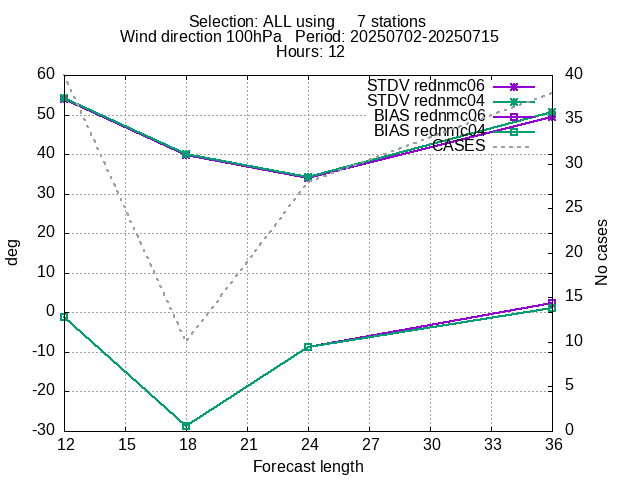 Selection: ALL using 7 stations
Wind direction 100hPa Period: 20250702-20250715
Hours: 12
STDV rednmc06
STDV rednmc04
BIAS rednmc06
BIAS rednmc04
CASES
60
50
40
30
20
10
0
-10
-20
-30
deg
40
35
30
25
20
15
10
5
0
No cases
12 15 18 21 24 27 30 33 36
Forecast length